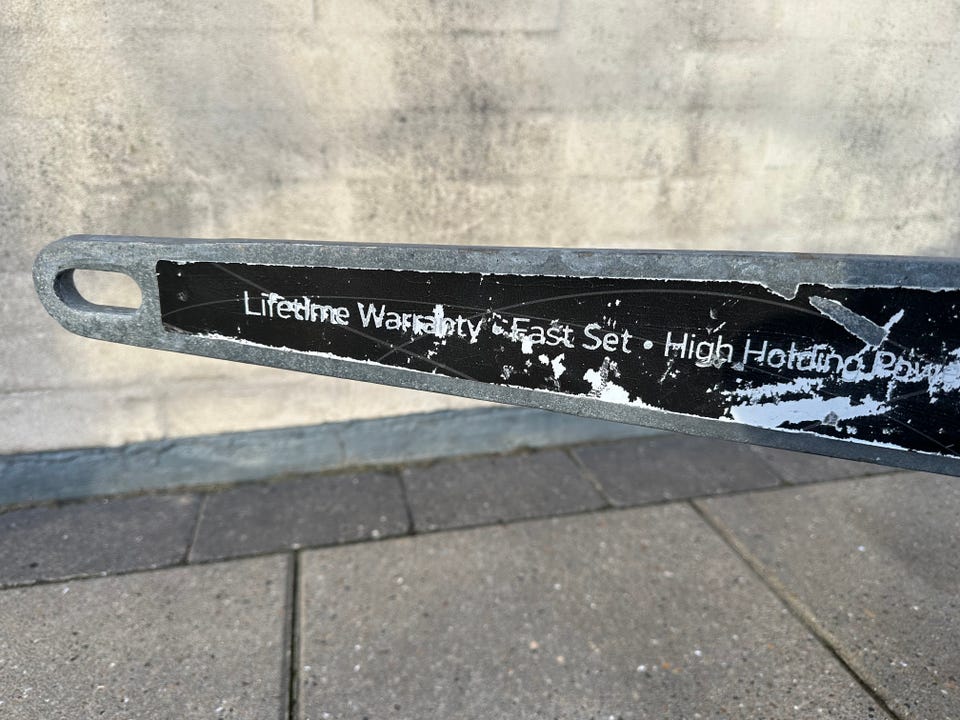 Lifetime Warranty • Fast Set • High Holding